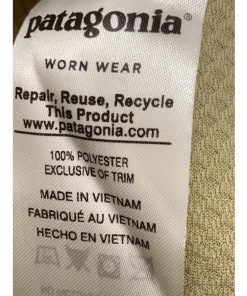 patagonia®
WORN WEAR
Repair, Reuse, Recycle
This Product
www.patagonia.com
100% POLYESTER
EXCLUSIVE OF TRIM
MADE IN VIETNAM
FABRIQUÉ AU VIETNAM
HECHO EN VIETNAM